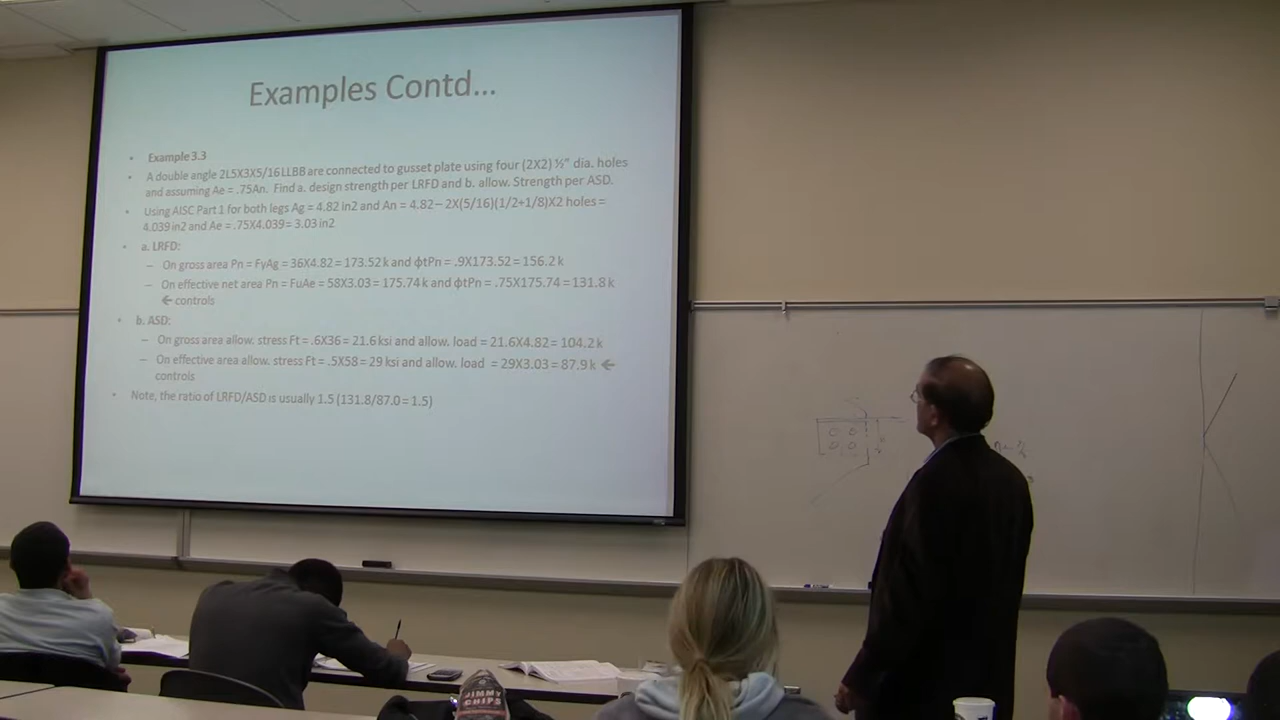 Examples Contd...
• Example 3.3
• A double angle 2L5X3X5/16 LLBB are connected to gusset plate using four (2X2) ½" dia. holes
and assuming Ae = .75An. Find a. design strength per LRFD and b. allow. Strength per ASD.
• Using AISC Part 1 for both legs Ag = 4.82 in2 and An = 4.82 – 2X(5/16)(1/2+1/8)X2 holes =
4.039 in2 and Ae = .75X4.039 = 3.03 in2
• a. LRFD:
– On gross area Pn = FyAg = 36X4.82 = 173.52 k and ϕtPn = .9X173.52 = 156.2 k
– On effective net area Pn = FuAe = 58X3.03 = 175.74 k and ϕtPn = .75X175.74 = 131.8 k
← controls
• b. ASD:
– On gross area allow. stress Ft = .6X36 = 21.6 ksi and allow. load = 21.6X4.82 = 104.2 k
– On effective area allow. stress Ft = .5X58 = 29 ksi and allow. load = 29X3.03 = 87.9 k ←
controls
• Note, the ratio of LRFD/ASD is usually 1.5 (131.8/87.0 = 1.5)
JIMMY
CHIPS